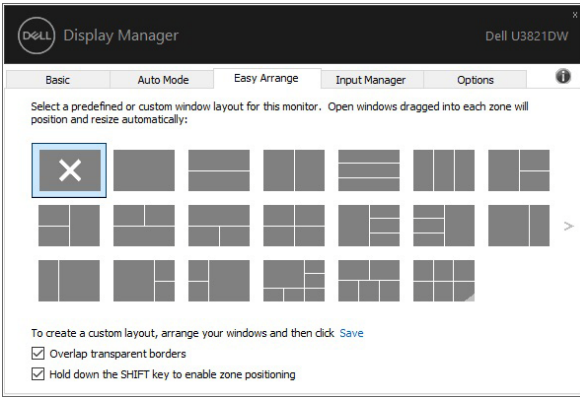 DELL Display Manager
Dell U3821DW
Basic Auto Mode Easy Arrange Input Manager Options
Select a predefined or custom window layout for this monitor. Open windows dragged into each zone will
position and resize automatically:
To create a custom layout, arrange your windows and then click Save
Overlap transparent borders
Hold down the SHIFT key to enable zone positioning